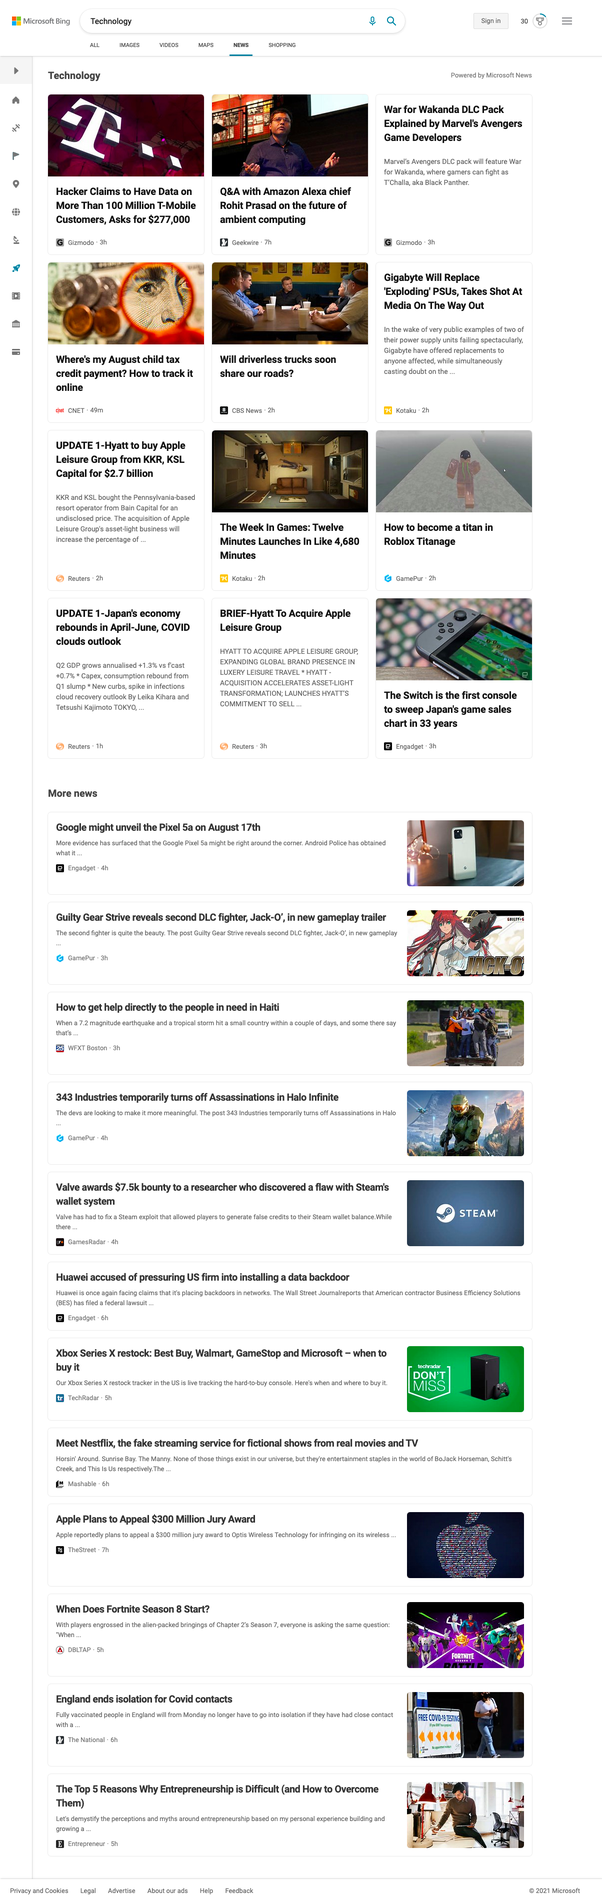 Microsoft Bing
Technology
Sign in
30
ALL IMAGES VIDEOS MAPS NEWS SHOPPING
Technology
Powered by Microsoft News
Hacker Claims to Have Data on
More Than 100 Million T-Mobile
Customers, Asks for $277,000
Gizmodo · 3h
Q&A with Amazon Alexa chief
Rohit Prasad on the future of
ambient computing
Geekwire · 7h
War for Wakanda DLC Pack
Explained by Marvel's Avengers
Game Developers
Marvel's Avengers DLC pack will feature War
for Wakanda, where gamers can fight as
T'Challa, aka Black Panther.
Gizmodo · 3h
Where's my August child tax
credit payment? How to track it
online
CNET · 49m
Will driverless trucks soon
share our roads?
CBS News · 2h
Gigabyte Will Replace
'Exploding' PSUs, Takes Shot At
Media On The Way Out
In the wake of very public examples of two of
their power supply units failing spectacularly,
Gigabyte have offered replacements to
anyone affected, while simultaneously
casting doubt on the ...
Kotaku · 2h
UPDATE 1-Hyatt to buy Apple
Leisure Group from KKR, KSL
Capital for $2.7 billion
KKR and KSL bought the Pennsylvania-based
resort operator from Bain Capital for an
undisclosed price. The acquisition of Apple
Leisure Group's asset-light business will
increase the percentage of ...
Reuters · 2h
The Week In Games: Twelve
Minutes Launches In Like 4,680
Minutes
Kotaku · 2h
How to become a titan in
Roblox Titanage
GamePur · 2h
UPDATE 1-Japan's economy
rebounds in April-June, COVID
clouds outlook
Q2 GDP grows annualised +1.3% vs f'cast
+0.7% * Capex, consumption rebound from
Q1 slump * New curbs, spike in infections
cloud recovery outlook By Leika Kihara and
Tetsushi Kajimoto TOKYO, ...
Reuters · 1h
BRIEF-Hyatt To Acquire Apple
Leisure Group
HYATT TO ACQUIRE APPLE LEISURE GROUP,
EXPANDING GLOBAL BRAND PRESENCE IN
LUXERY LEISURE TRAVEL * HYATT -
ACQUISITION ACCELERATES ASSET-LIGHT
TRANSFORMATION; LAUNCHES HYATT'S
COMMITMENT TO SELL ...
Reuters · 3h
The Switch is the first console
to sweep Japan's game sales
chart in 33 years
Engadget · 3h
More news
Google might unveil the Pixel 5a on August 17th
More evidence has surfaced that the Google Pixel 5a might be right around the corner. Android Police has obtained
what it ...
Engadget · 4h
Guilty Gear Strive reveals second DLC fighter, Jack-O', in new gameplay trailer
The second fighter is quite the beauty. The post Guilty Gear Strive reveals second DLC fighter, Jack-O', in new gameplay
...
GamePur · 3h
JACK-O
How to get help directly to the people in need in Haiti
When a 7.2 magnitude earthquake and a tropical storm hit a small country within a couple of days, and some there say
that's ...
WFXT Boston · 3h
343 Industries temporarily turns off Assassinations in Halo Infinite
The devs are looking to make it more meaningful. The post 343 Industries temporarily turns off Assassinations in Halo
...
GamePur · 4h
Valve awards $7.5k bounty to a researcher who discovered a flaw with Steam's
wallet system
Valve has had to fix a Steam exploit that allowed players to generate false credits to their Steam wallet balance.While
there ...
GamesRadar · 4h
STEAM
Huawei accused of pressuring US firm into installing a data backdoor
Huawei is once again facing claims that it's placing backdoors in networks. The Wall Street Journalreports that American contractor Business Efficiency Solutions
(BES) has filed a federal lawsuit ...
Engadget · 6h
Xbox Series X restock: Best Buy, Walmart, GameStop and Microsoft – when to
buy it
Our Xbox Series X restock tracker in the US is live tracking the hard-to-buy console. Here's when and where to buy it.
TechRadar · 5h
techradar
DON'T
MISS
Meet Nestflix, the fake streaming service for fictional shows from real movies and TV
Horsin' Around. Sunrise Bay. The Manny. None of those things exist in our universe, but they're entertainment staples in the world of BoJack Horseman, Schitt's
Creek, and This Is Us respectively.The ...
Mashable · 6h
Apple Plans to Appeal $300 Million Jury Award
Apple reportedly plans to appeal a $300 million jury award to Optis Wireless Technology for infringing on its wireless ...
TheStreet · 7h
When Does Fortnite Season 8 Start?
With players engrossed in the alien-packed bringings of Chapter 2's Season 7, everyone is asking the same question:
"When ...
DBLTAP · 5h
FORTNITE
BATTLE
England ends isolation for Covid contacts
Fully vaccinated people in England will from Monday no longer have to go into isolation if they have had close contact
with a ...
The National · 6h
FREE COVID-19 TESTING
The Top 5 Reasons Why Entrepreneurship is Difficult (and How to Overcome
Them)
Let's demystify the perceptions and myths around entrepreneurship based on my personal experience building and
growing a ...
Entrepreneur · 5h
Privacy and Cookies Legal Advertise About our ads Help Feedback
© 2021 Microsoft